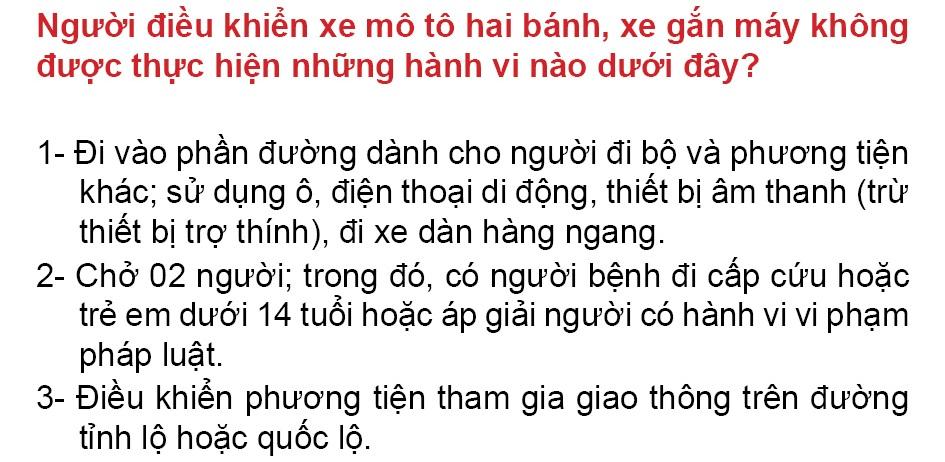 Người điều khiển xe mô tô hai bánh, xe gắn máy không
được thực hiện những hành vi nào dưới đây?
1- Đi vào phần đường dành cho người đi bộ và phương tiện
khác; sử dụng ô, điện thoại di động, thiết bị âm thanh (trừ
thiết bị trợ thính), đi xe dàn hàng ngang.
2- Chở 02 người; trong đó, có người bệnh đi cấp cứu hoặc
trẻ em dưới 14 tuổi hoặc áp giải người có hành vi vi phạm
pháp luật.
3- Điều khiển phương tiện tham gia giao thông trên đường
tỉnh lộ hoặc quốc lộ.